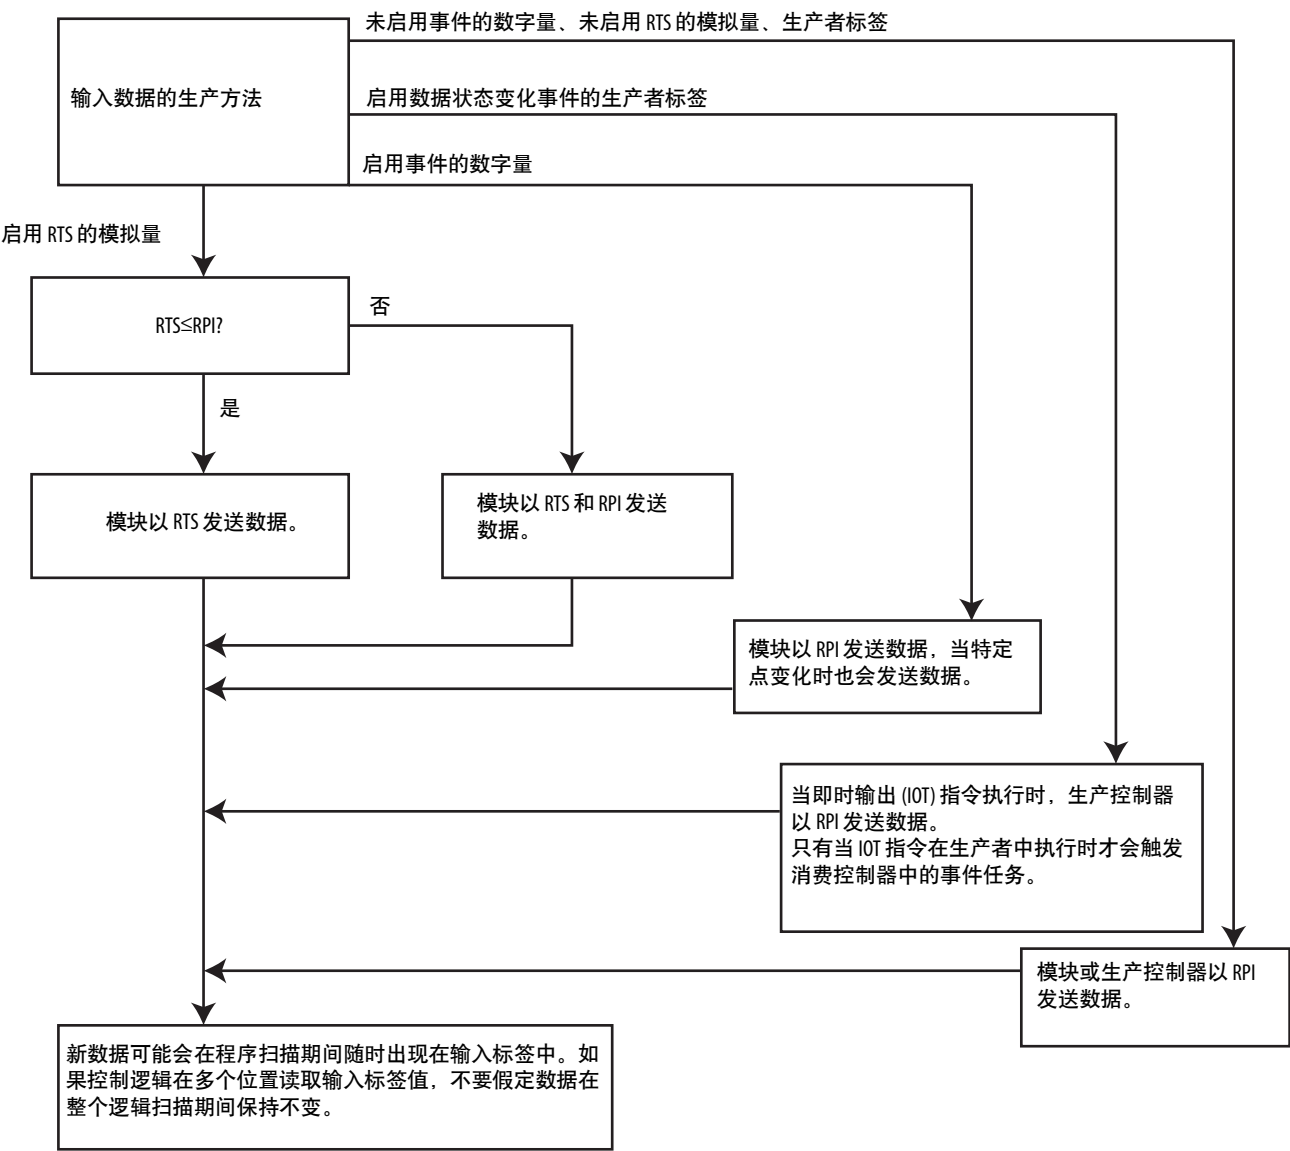 未启用事件的数字量、未启用 RTS 的模拟量、生产者标签
输入数据的生产方法
启用数据状态变化事件的生产者标签
启用事件的数字量
启用 RTS 的模拟量
否
RTS≤RPI?
是
模块以 RTS 发送数据。
模块以 RTS 和 RPI 发送
数据。
模块以 RPI 发送数据，当特定
点变化时也会发送数据。
当即时输出 (IOT) 指令执行时，生产控制器
以 RPI 发送数据。
只有当 IOT 指令在生产者中执行时才会触发
消费控制器中的事件任务。
模块或生产控制器以 RPI
发送数据。
新数据可能会在程序扫描期间随时出现在输入标签中。如
果控制逻辑在多个位置读取输入标签值，不要假定数据在
整个逻辑扫描期间保持不变。